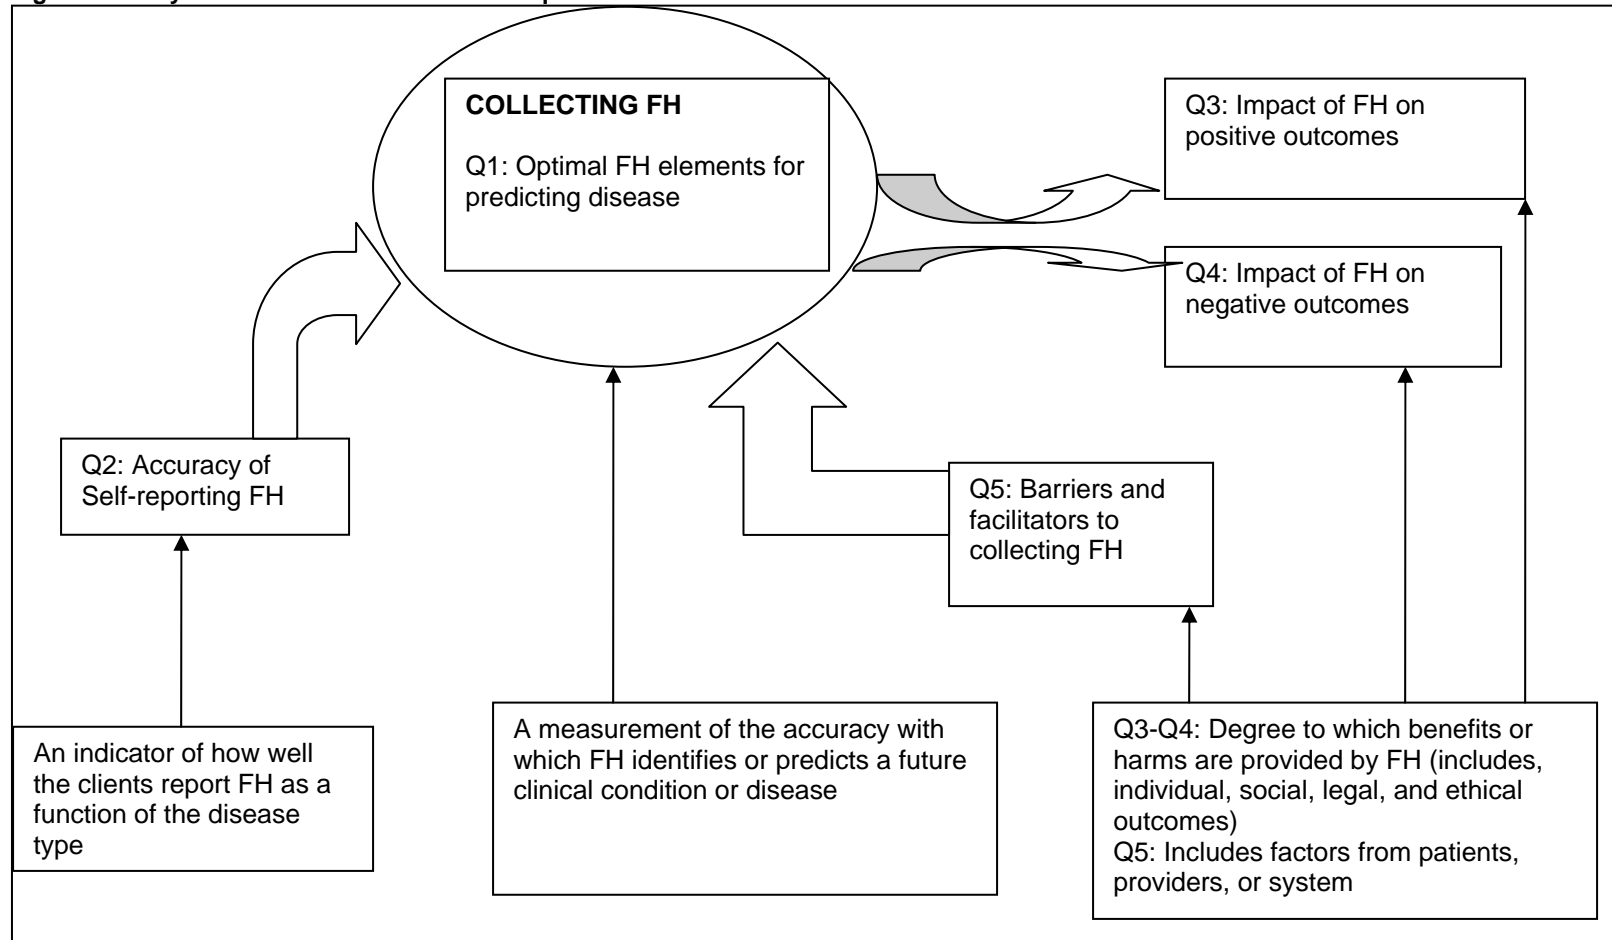 COLLECTING FH
Q1: Optimal FH elements for
predicting disease
Q3: Impact of FH on
positive outcomes
Q4: Impact of FH on
negative outcomes
Q2: Accuracy of
Self-reporting FH
Q5: Barriers and
facilitators to
collecting FH
An indicator of how well
the clients report FH as a
function of the disease
type
A measurement of the accuracy with
which FH identifies or predicts a future
clinical condition or disease
Q3-Q4: Degree to which benefits or
harms are provided by FH (includes,
individual, social, legal, and ethical
outcomes)
Q5: Includes factors from patients,
providers, or system